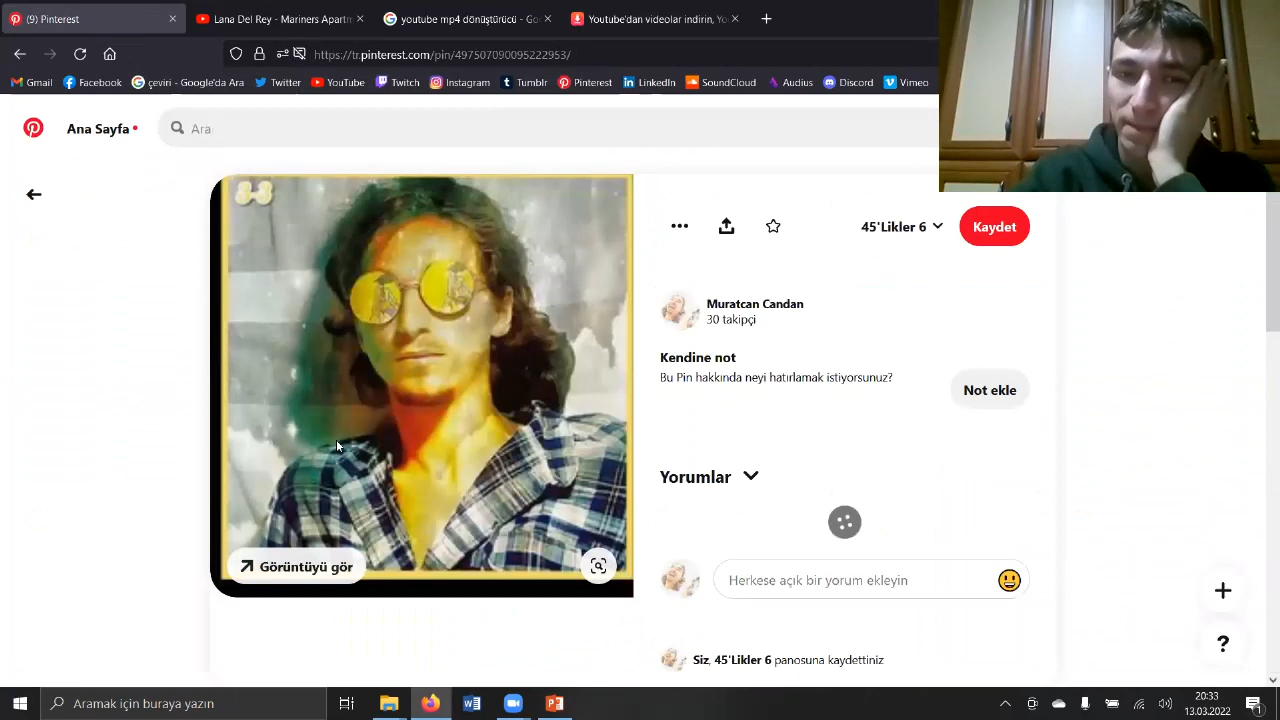 (9) Pinterest
Lana Del Rey - Mariners Apartm
youtube mp4 dönüştürücü - Goo
Youtube'dan videolar indirin, Yo
https://tr.pinterest.com/pin/497507090095222953/
Gmail Facebook çeviri - Google'da Ara Twitter YouTube Twitch Instagram Tumblr Pinterest LinkedIn SoundCloud Audius Discord Vimeo
Ana Sayfa
Ara
45'Likler 6
Kaydet
Muratcan Candan
30 takipçi
Kendine not
Bu Pin hakkında neyi hatırlamak istiyorsunuz?
Not ekle
Yorumlar
Görüntüyü gör
Herkese açık bir yorum ekleyin
Siz, 45'Likler 6 panosuna kaydettiniz
Aramak için buraya yazın
20:33
13.03.2022